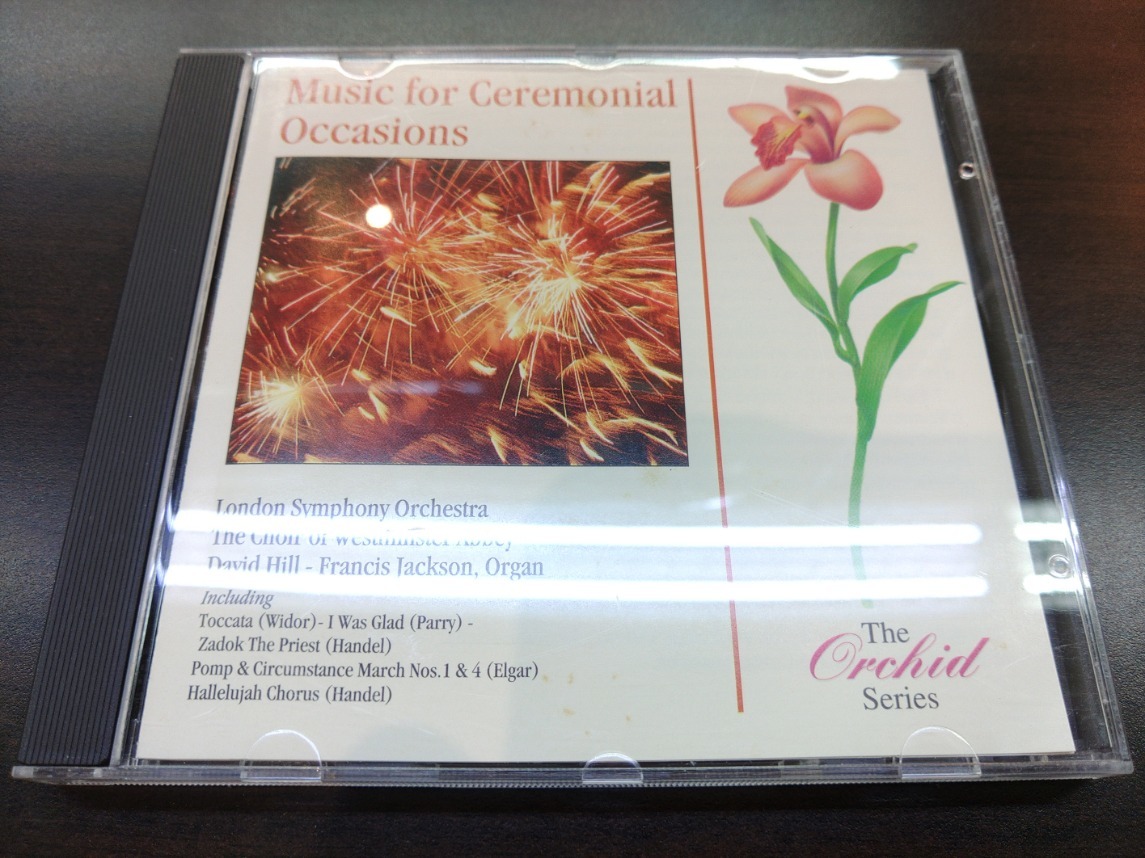 Music for Ceremonial
Occasions
London Symphony Orchestra
The Choir of Westminster Abbey
David Hill - Francis Jackson, Organ
Including
Toccata (Widor)- I Was Glad (Parry) -
Zadok The Priest (Handel)
Pomp & Circumstance March Nos.1 & 4 (Elgar)
Hallelujah Chorus (Handel)
The
Orchid
Series